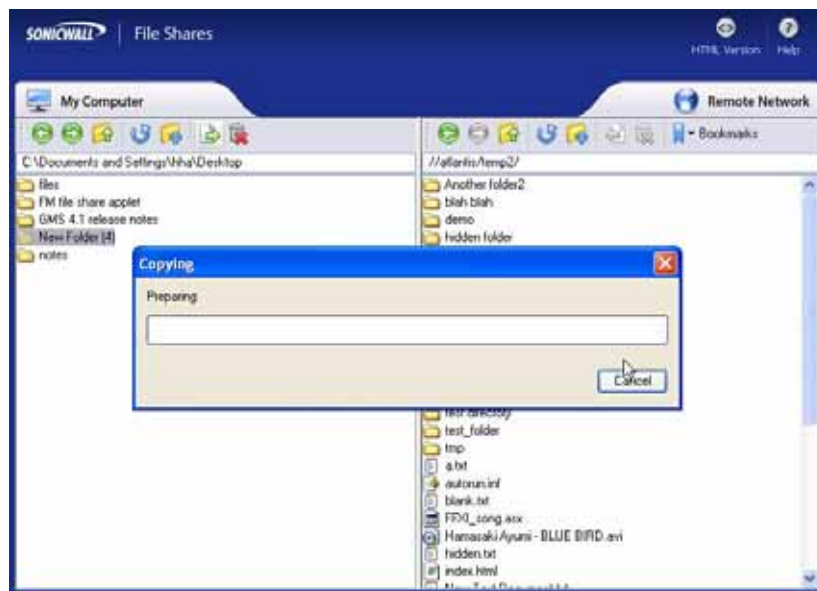 SONICWALL
File Shares
HTML Version
Help
My Computer
Remote Network
Bookmarks
C:\Documents and Settings\hha\Desktop
//atlantis/temp2/
files
FM file share applet
GMS 4.1 release notes
New Folder (4)
notes
Another folder2
blah blah
demo
hidden folder
Copying
Preparing
Cancel
test directory
test_folder
tmp
a.txt
autorun.inf
blank.txt
FFXI_song.asx
Hamasaki Ayumi - BLUE BIRD.avi
hidden.txt
index.html